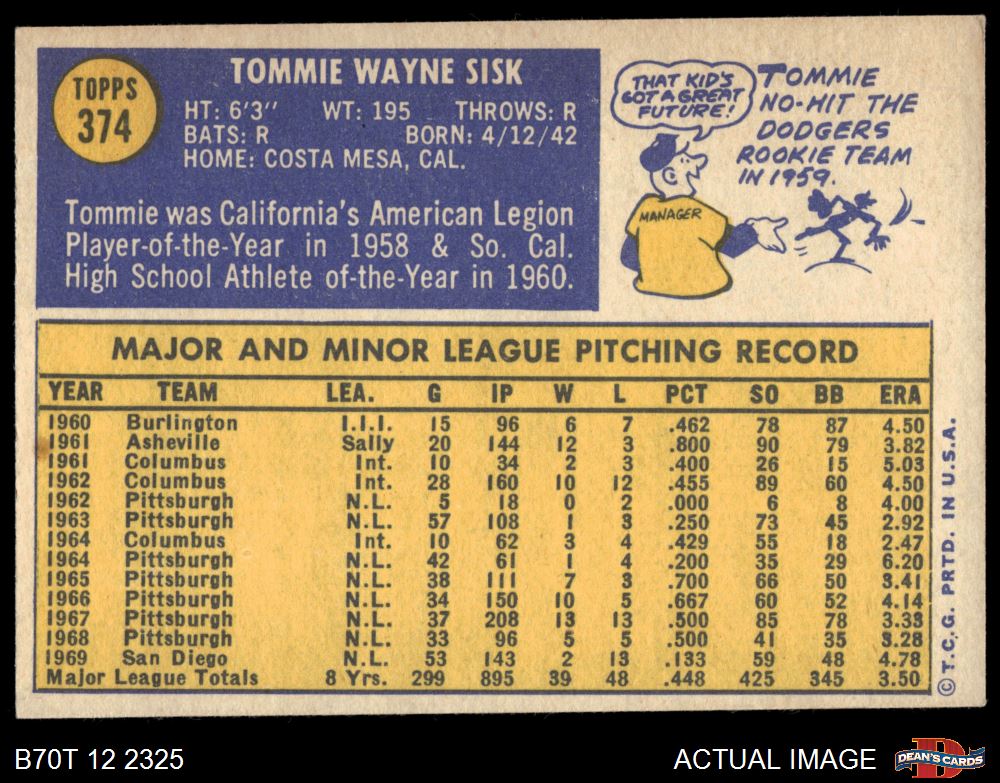 TOPPS
374
TOMMIE WAYNE SISK
HT: 6'3" WT: 195 THROWS: R
BATS: R BORN: 4/12/42
HOME: COSTA MESA, CAL.
Tommie was California's American Legion
Player-of-the-Year in 1958 & So. Cal.
High School Athlete of-the-Year in 1960.
THAT KID'S
GOT A GREAT
FUTURE!
MANAGER
TOMMIE
NO-HIT THE
DODGERS
ROOKIE TEAM
IN 1959.
MAJOR AND MINOR LEAGUE PITCHING RECORD
YEAR TEAM LEA. G IP W L PCT SO BB ERA
1960 Burlington I.I.I. 15 96 6 7 .462 78 87 4.50
1961 Asheville Sally 20 144 12 3 .800 90 79 3.82
1961 Columbus Int. 10 34 2 3 .400 26 15 5.03
1962 Columbus Int. 28 160 10 12 .455 89 60 4.50
1962 Pittsburgh N.L. 5 18 0 2 .000 6 8 4.00
1963 Pittsburgh N.L. 57 108 1 3 .250 73 45 2.92
1964 Columbus Int. 10 62 3 4 .429 55 18 2.47
1964 Pittsburgh N.L. 42 61 1 4 .200 35 29 6.20
1965 Pittsburgh N.L. 38 111 7 3 .700 66 50 3.41
1966 Pittsburgh N.L. 34 150 10 5 .667 60 52 4.14
1967 Pittsburgh N.L. 37 208 13 13 .500 85 78 3.33
1968 Pittsburgh N.L. 33 96 5 5 .500 41 35 3.28
1969 San Diego N.L. 53 143 2 13 .133 59 48 4.78
Major League Totals 8 Yrs. 299 895 39 48 .448 425 345 3.50
© T.C.G. PRTD. IN U.S.A.
B70T 12 2325
ACTUAL IMAGE
D
DEAN'S CARDS